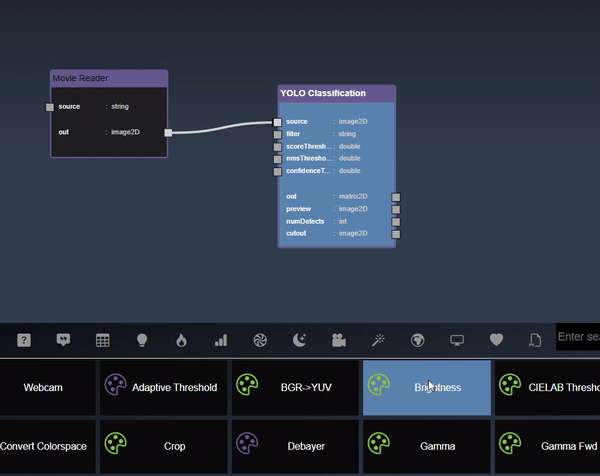 Movie Reader
source : string
out : image2D
YOLO Classification
source : image2D
filter : string
scoreThresh... : double
nmsThresho... : double
confidenceT... : double
out : matrix2D
preview : image2D
numDetects : int
cutout : image2D
Enter sea
Webcam
Adaptive Threshold
BGR->YUV
Brightness
CIELAB Thresho
Convert Colorspace
Crop
Debayer
Gamma
Gamma Fwd